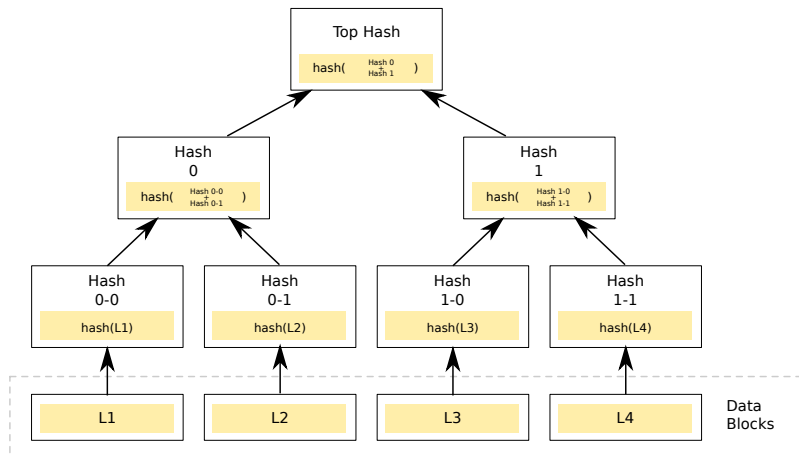 Top Hash
hash( Hash 0 + Hash 1 )
Hash
0
hash( Hash 0-0 + Hash 0-1 )
Hash
1
hash( Hash 1-0 + Hash 1-1 )
Hash
0-0
hash(L1)
Hash
0-1
hash(L2)
Hash
1-0
hash(L3)
Hash
1-1
hash(L4)
L1
L2
L3
L4
Data
Blocks